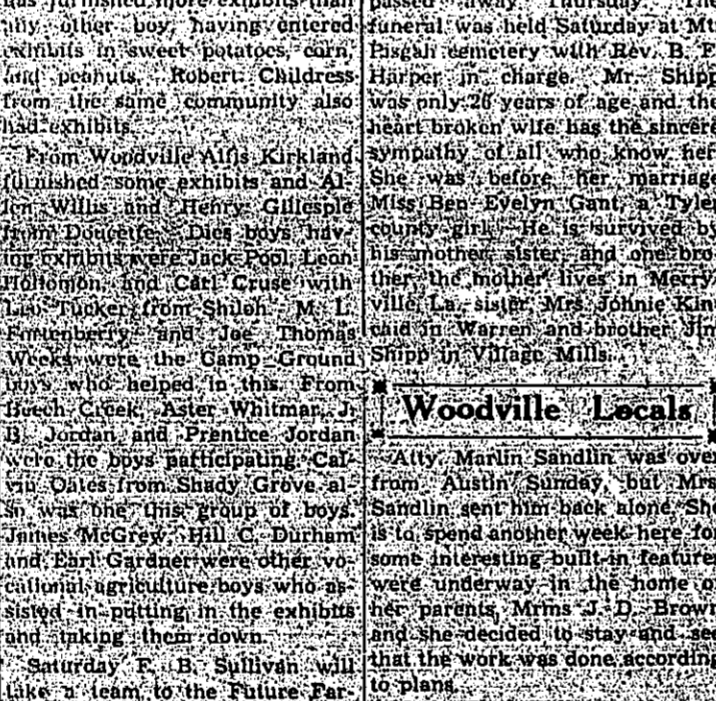 has furnished more exhibits than
any other boy, having entered
exhibits in sweet potatoes, corn,
and peanuts. Robert Childress
from the same community also
had exhibits.
From Woodville Alfis Kirkland
furnished some exhibits and Al-
len Willis and Henry Gillespie
from Doucette. Dies boys hav-
ing exhibits were Jack Pool, Leon
Hollomon, and Carl Cruse with
Leo Tucker from Shiloh. M. L.
Fortenberry and Joe Thomas
Weeks were the Camp Ground
boys who helped in this. From
Beech Creek, Aster Whitmar, J.
B. Jordan and Prentice Jordan
were the boys participating. Cal-
vin Oates from Shady Grove al-
so was one this group of boys.
James McGrew, Hill C. Durham
and Earl Gardner were other vo-
cational agriculture boys who as-
sisted in putting in the exhibits
and taking them down.
Saturday F. B. Sullivan will
take a team to the Future Far-
passed away Thursday. The
funeral was held Saturday at Mt.
Pisgah cemetery with Rev. B. F.
Harper in charge. Mr. Shipp
was only 26 years of age and the
heart broken wife has the sincere
sympathy of all who know her.
She was before her marriage
Miss Ben Evelyn Gant, a Tyler
county girl. He is survived by
his mother, sister, and one bro-
ther, the mother lives in Merry-
ville, La., sister, Mrs. Johnie Kin-
caid in Warren and brother Jim
Shipp in Village Mills.
Woodville Locals
Atty. Marlin Sandlin was over
from Austin Sunday, but Mrs.
Sandlin sent him back alone. She
is to spend another week here for
some interesting built-in features
were underway in the home of
her parents, Mrms J. D. Brown
and she decided to stay and see
that the work was done according
to plans.